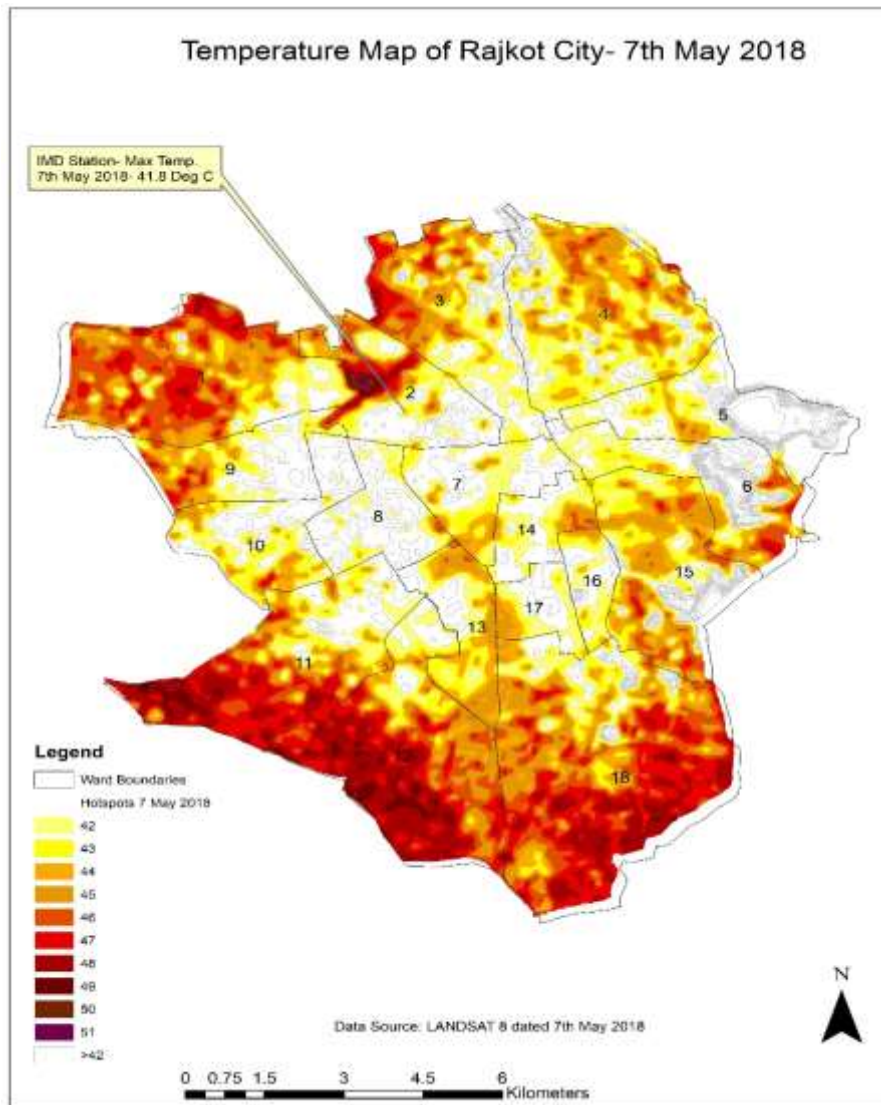 Temperature Map of Rajkot City- 7th May 2018
IMD Station- Max Temp.
7th May 2018- 41.8 Deg C
3
4
1
2
5
9
7
6
8
14
10
15
16
17
13
11
18
Legend
Want Boundaries
Hotspots 7 May 2018
42
43
44
45
46
47
48
49
50
51
>42
N
Data Source: LANDSAT 8 dated 7th May 2018
0 0.75 1.5 3 4.5 6
Kilometers